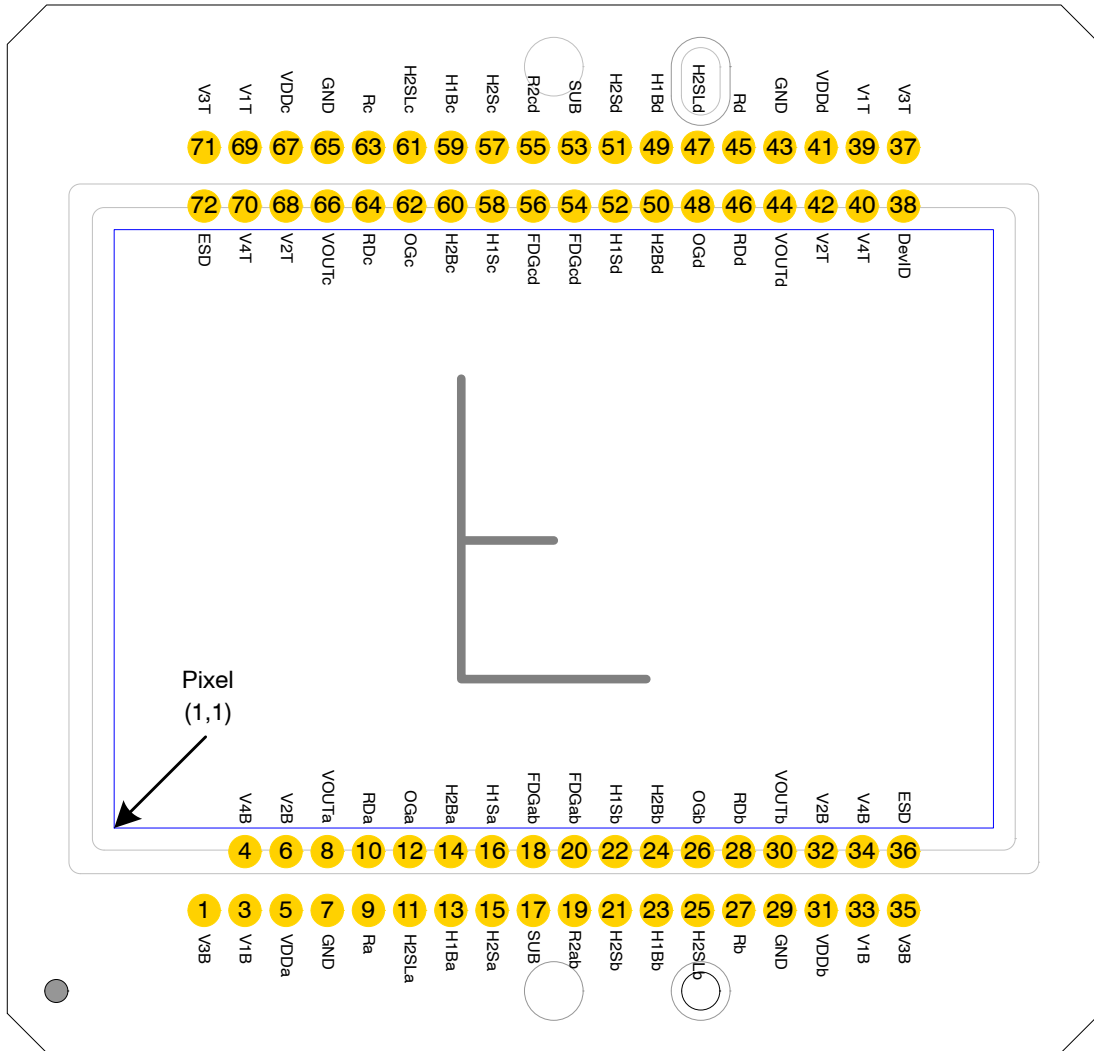 V3T V1T VDDc GND Rc H2SLc H1Bc H2Sc R2cd SUB H2Sd H1Bd H2SLd Rd GND VDDd V1T V3T
71 69 67 65 63 61 59 57 55 53 51 49 47 45 43 41 39 37
72 70 68 66 64 62 60 58 56 54 52 50 48 46 44 42 40 38
ESD V4T V2T VOUTc RDc OGc H2Bc H1Sc FDGcd FDGcd H1Sd H2Bd OGd RDd VOUTd V2T V4T DevID
Pixel
(1,1)
V4B V2B VOUTa RDa OGa H2Ba H1Sa FDGab FDGab H1Sb H2Bb OGb RDb VOUTb V2B V4B ESD
4 6 8 10 12 14 16 18 20 22 24 26 28 30 32 34 36
1 3 5 7 9 11 13 15 17 19 21 23 25 27 29 31 33 35
V3B V1B VDDa GND Ra H2SLa H1Ba H2Sa SUB R2ab H2Sb H1Bb H2SLb Rb GND VDDb V1B V3B